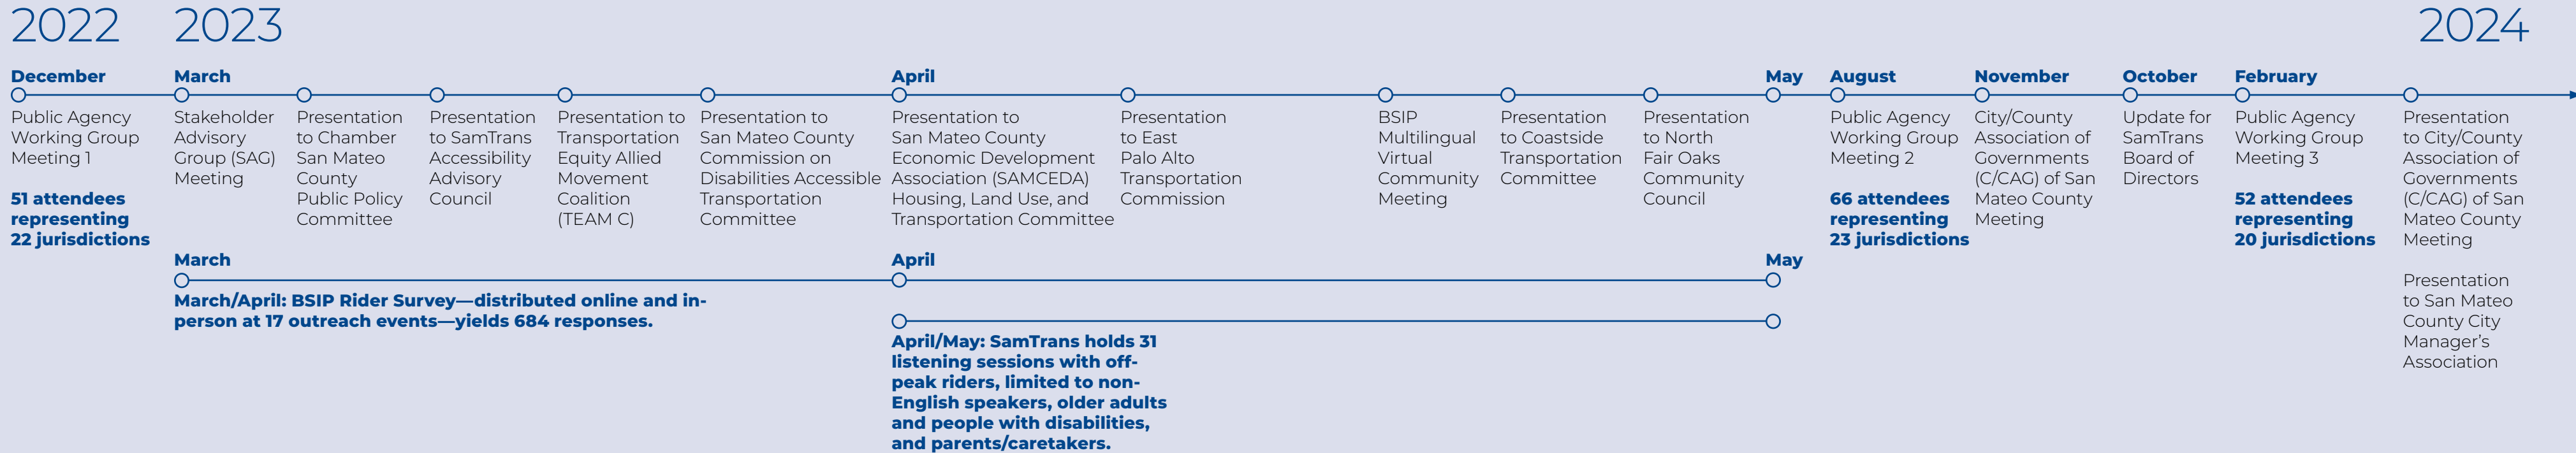 2022
2023
2024
December
March
April
May
August
November
October
February
Public Agency
Working Group
Meeting 1
51 attendees
representing
22 jurisdictions
Stakeholder
Advisory
Group (SAG)
Meeting
Presentation
to Chamber
San Mateo
County
Public Policy
Committee
Presentation
to SamTrans
Accessibility
Advisory
Council
Presentation to
Transportation
Equity Allied
Movement
Coalition
(TEAM C)
Presentation to
San Mateo County
Commission on
Disabilities Accessible
Transportation
Committee
Presentation to
San Mateo County
Economic Development
Association (SAMCEDA)
Housing, Land Use, and
Transportation Committee
Presentation
to East
Palo Alto
Transportation
Commission
BSIP
Multilingual
Virtual
Community
Meeting
Presentation
to Coastside
Transportation
Committee
Presentation
to North
Fair Oaks
Community
Council
Public Agency
Working Group
Meeting 2
66 attendees
representing
23 jurisdictions
City/County
Association of
Governments
(C/CAG) of San
Mateo County
Meeting
Update for
SamTrans
Board of
Directors
Public Agency
Working Group
Meeting 3
52 attendees
representing
20 jurisdictions
Presentation
to City/County
Association of
Governments
(C/CAG) of San
Mateo County
Meeting
Presentation
to San Mateo
County City
Manager’s
Association
March
April
May
March/April: BSIP Rider Survey—distributed online and in-
person at 17 outreach events—yields 684 responses.
April/May: SamTrans holds 31
listening sessions with off-
peak riders, limited to non-
English speakers, older adults
and people with disabilities,
and parents/caretakers.